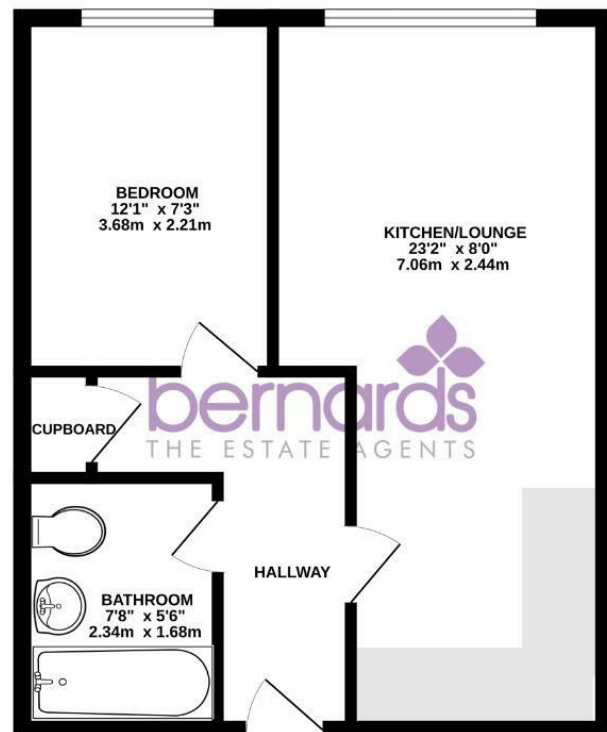 BEDROOM
12'1" x 7'3"
3.68m x 2.21m
KITCHEN/LOUNGE
23'2" x 8'0"
7.06m x 2.44m
bernards
THE ESTATE AGENTS
CUPBOARD
HALLWAY
BATHROOM
7'8" x 5'6"
2.34m x 1.68m